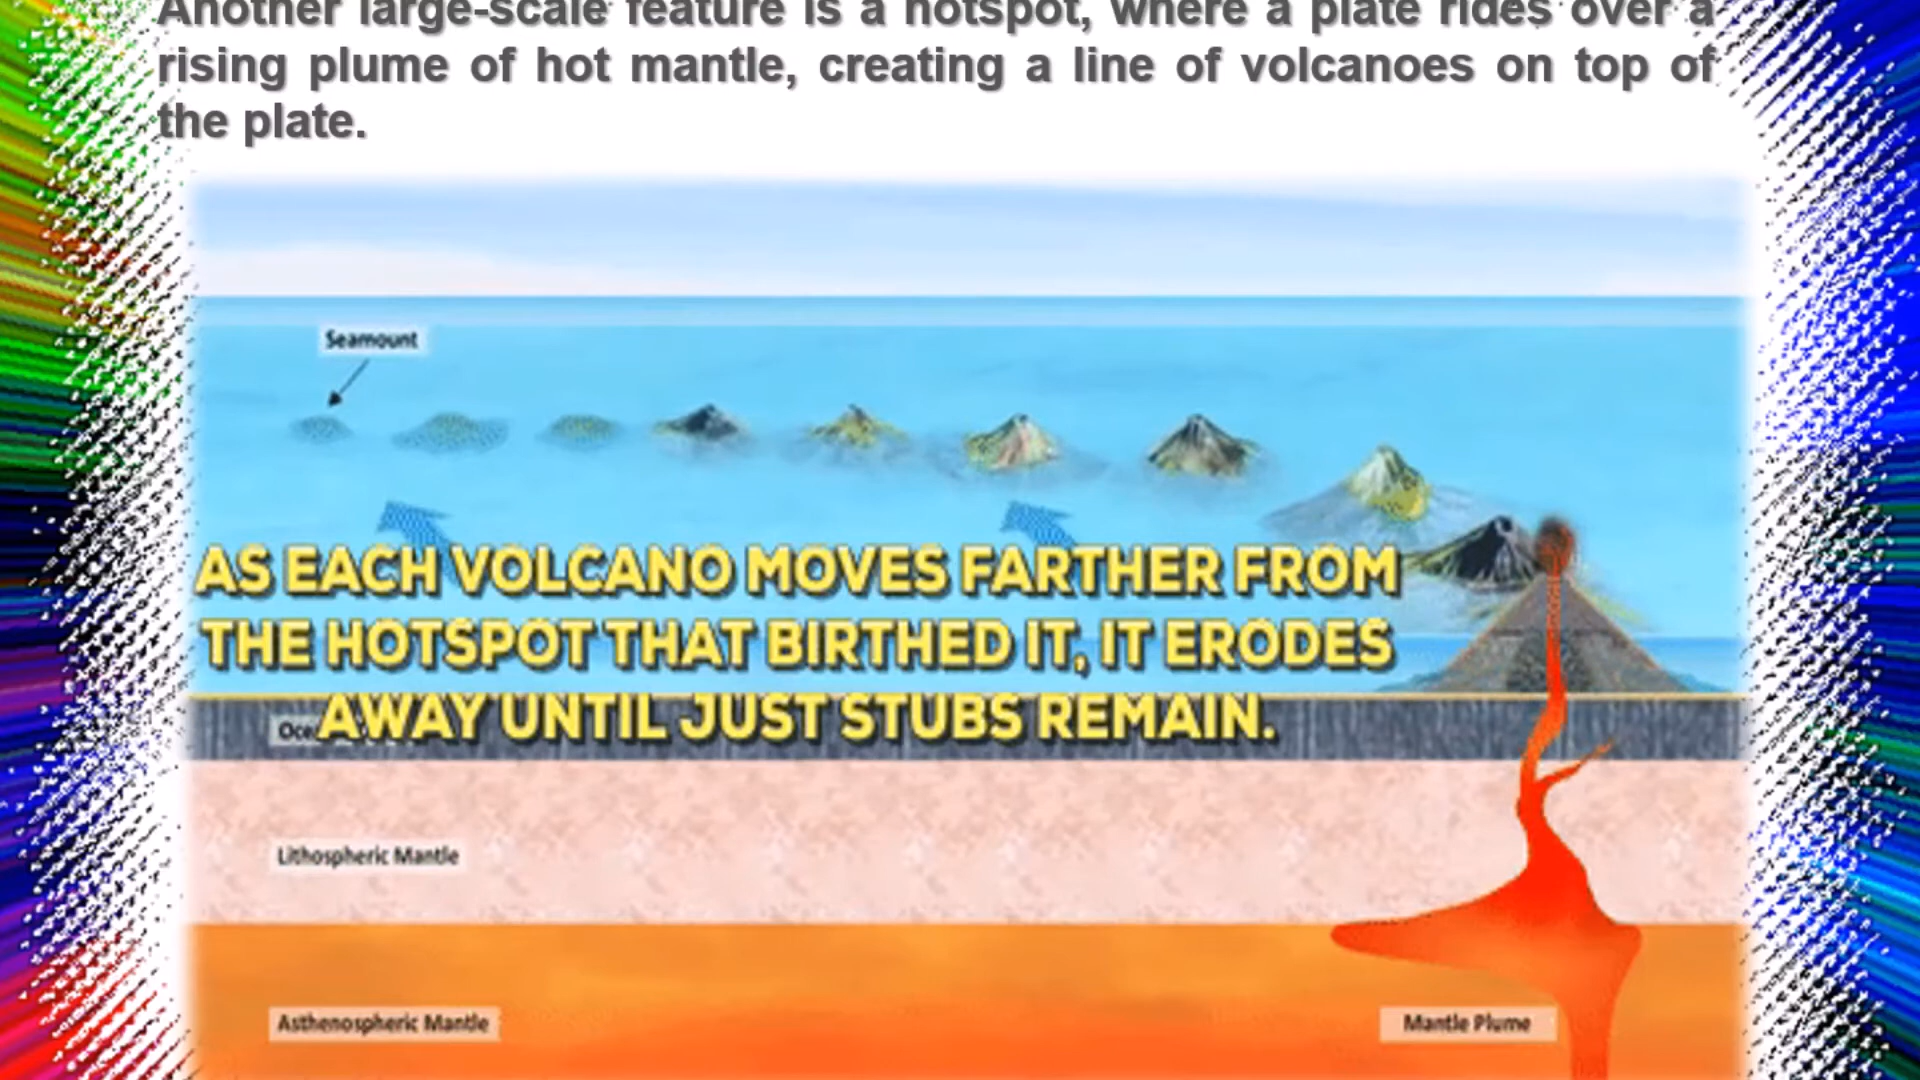 Another large-scale feature is a hotspot, where a plate rides over a
rising plume of hot mantle, creating a line of volcanoes on top of
the plate.
Seamount
AS EACH VOLCANO MOVES FARTHER FROM
THE HOTSPOT THAT BIRTHED IT, IT ERODES
AWAY UNTIL JUST STUBS REMAIN.
Lithospheric Mantle
Asthenospheric Mantle
Mantle Plume